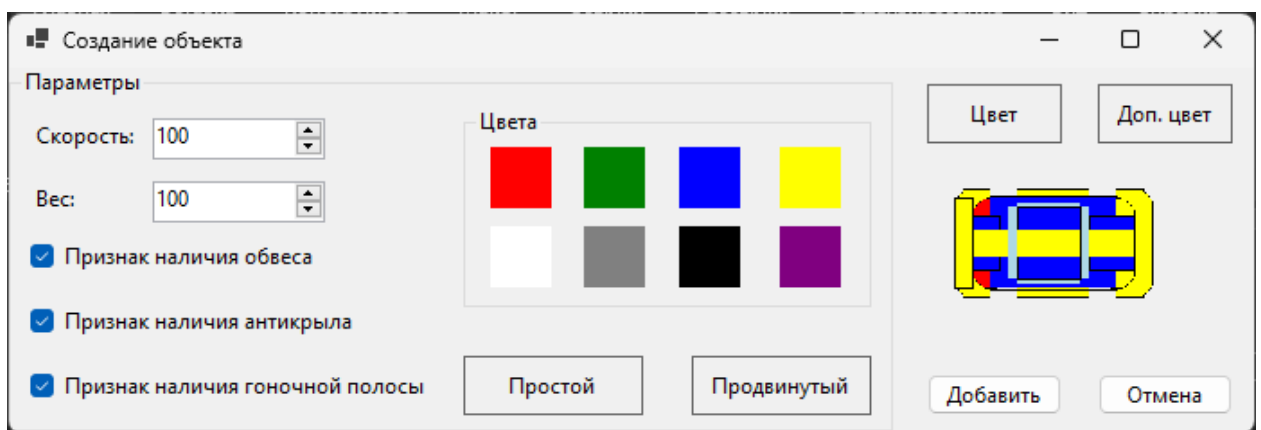 Создание объекта
Параметры
Скорость: 100
Вес: 100
Признак наличия обвеса
Признак наличия антикрыла
Признак наличия гоночной полосы
Цвета
Простой
Продвинутый
Цвет
Доп. цвет
Добавить
Отмена